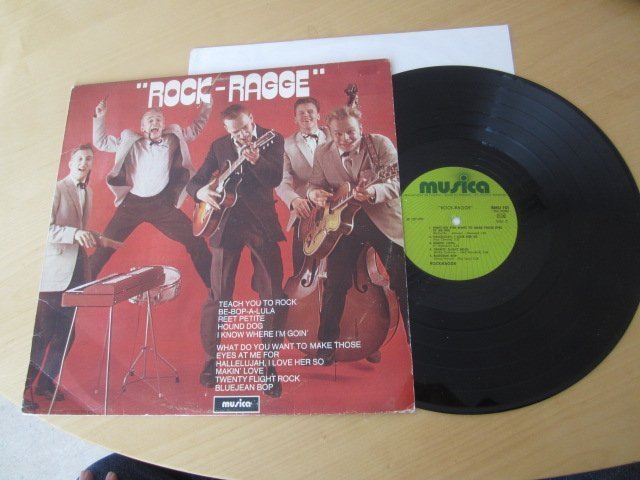 "ROCK-RAGGE"
TEACH YOU TO ROCK
BE-BOP-A-LULA
REET PETITE
HOUND DOG
I KNOW WHERE I'M GOIN'
WHAT DO YOU WANT TO MAKE THOSE
EYES AT ME FOR
HALLELUJAH, I LOVE HER SO
MAKIN' LOVE
TWENTY FLIGHT ROCK
BLUEJEAN BOP
musica
musica
"ROCK-RAGGE"
ROCK-RAGGE